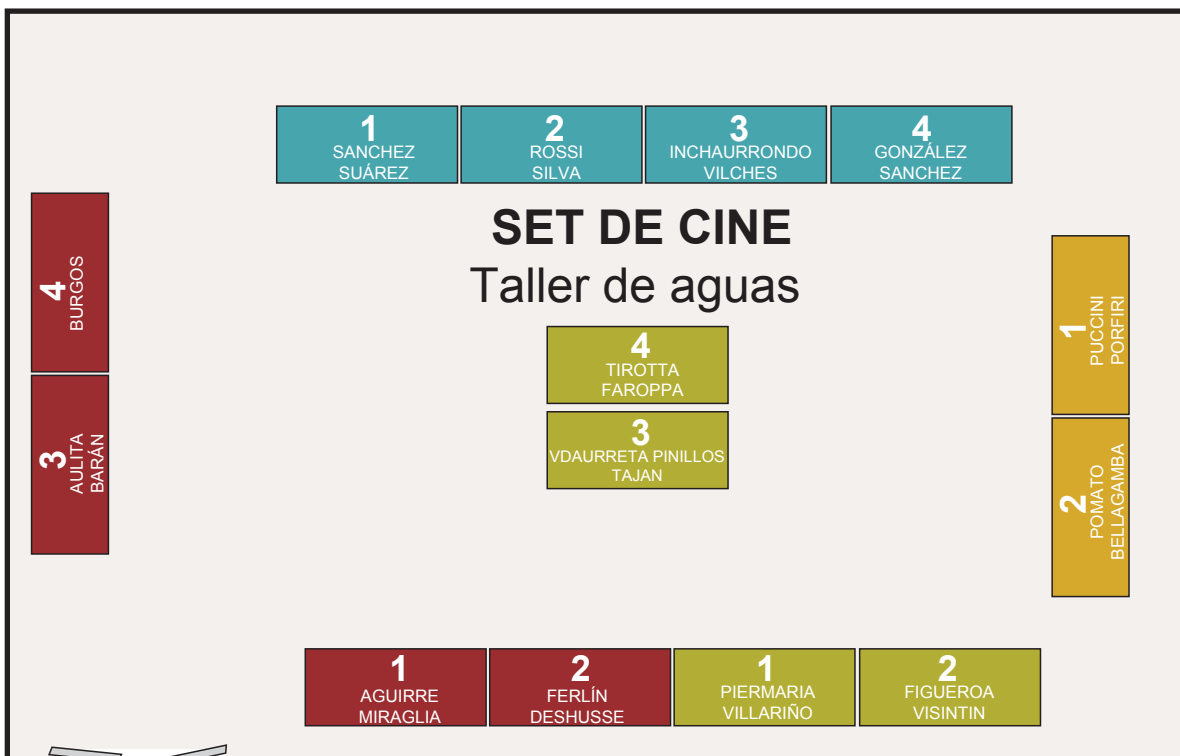 1
SANCHEZ
SUÁREZ
2
ROSSI
SILVA
3
INCHAURRONDO
VILCHES
4
GONZÁLEZ
SANCHEZ
SET DE CINE
Taller de aguas
4
BURGOS
3
AULITA
BARÁN
4
TIROTTA
FAROPPA
3
VDAURRETA PINILLOS
TAJAN
1
PUCCINI
PORFIRI
2
POMATO
BELLAGAMBA
1
AGUIRRE
MIRAGLIA
2
FERLÍN
DESHUSSE
1
PIERMARIA
VILLARIÑO
2
FIGUEROA
VISINTIN